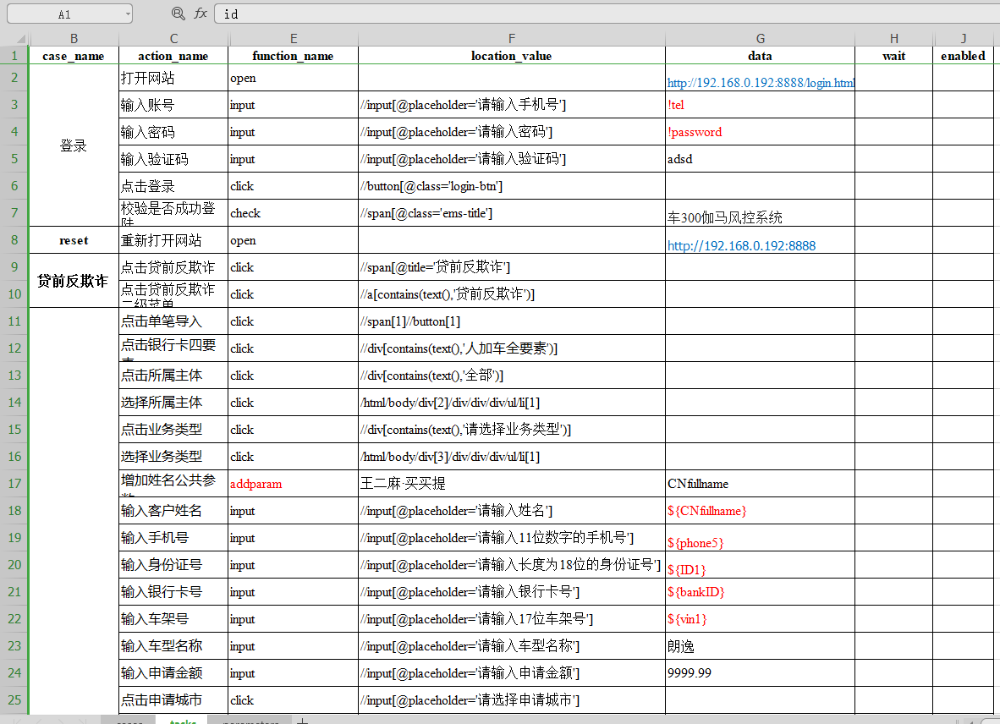 A1 fx id
B C E F G H J
1 case_name action_name function_name location_value data wait enabled
2 打开网站 open http://192.168.0.192:8888/login.html
3 输入账号 input //input[@placeholder='请输入手机号'] !tel
4 输入密码 input //input[@placeholder='请输入密码'] !password
登录
5 输入验证码 input //input[@placeholder='请输入验证码'] adsd
6 点击登录 click //button[@class='login-btn']
7 校验是否成功登陆 check //span[@class='ems-title'] 车300伽马风控系统
8 reset 重新打开网站 open http://192.168.0.192:8888
贷前反欺诈
9 点击贷前反欺诈 click //span[@title='贷前反欺诈']
10 点击贷前反欺诈二级菜单 click //a[contains(text(),'贷前反欺诈')]
11 点击单笔导入 click //span[1]//button[1]
12 点击银行卡四要素 click //div[contains(text(),'人加车全要素')]
13 点击所属主体 click //div[contains(text(),'全部')]
14 选择所属主体 click /html/body/div[2]/div/div/div/ul/li[1]
15 点击业务类型 click //div[contains(text(),'请选择业务类型')]
16 选择业务类型 click /html/body/div[3]/div/div/div/ul/li[1]
17 增加姓名公共参数 addparam 王二麻·买买提 CNfullname
18 输入客户姓名 input //input[@placeholder='请输入姓名'] ${CNfullname}
19 输入手机号 input //input[@placeholder='请输入11位数字的手机号'] ${phone5}
20 输入身份证号 input //input[@placeholder='请输入长度为18位的身份证号'] ${ID1}
21 输入银行卡号 input //input[@placeholder='请输入银行卡号'] ${bankID}
22 输入车架号 input //input[@placeholder='请输入17位车架号'] ${vin1}
23 输入车型名称 input //input[@placeholder='请输入车型名称'] 朗逸
24 输入申请金额 input //input[@placeholder='请输入申请金额'] 9999.99
25 点击申请城市 click //input[@placeholder='请选择申请城市']
cases tasks parameters